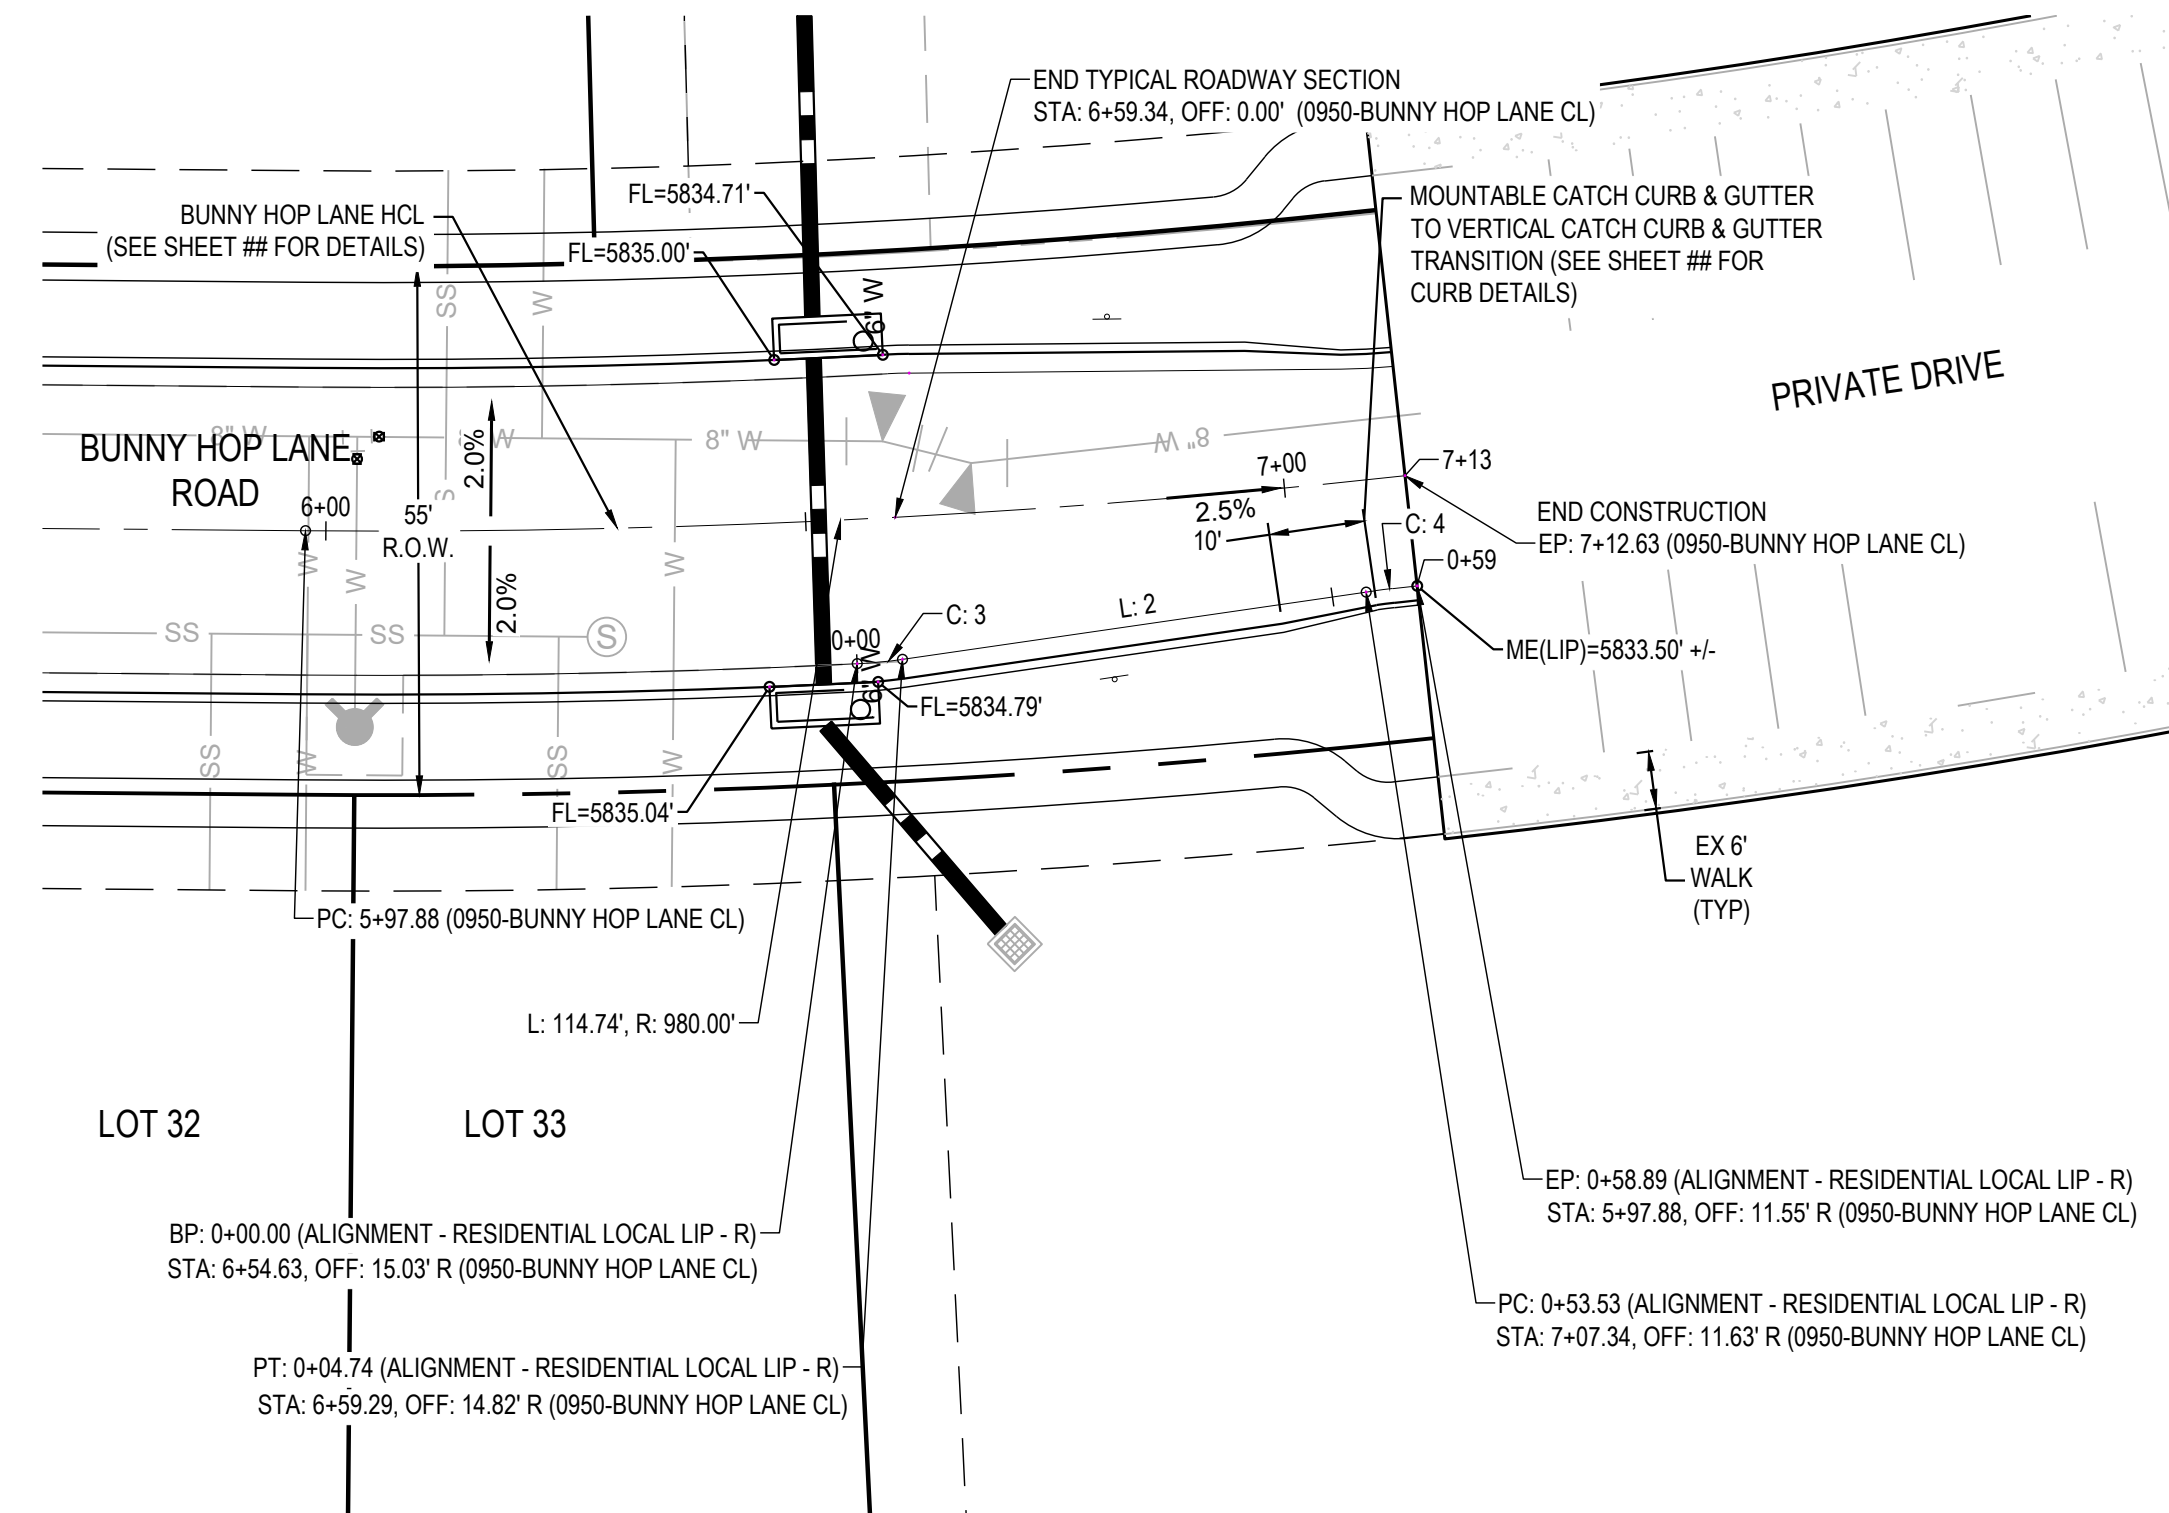 END TYPICAL ROADWAY SECTION
STA: 6+59.34, OFF: 0.00' (0950-BUNNY HOP LANE CL)
FL=5834.71'
BUNNY HOP LANE HCL
(SEE SHEET ## FOR DETAILS)
FL=5835.00'
MOUNTABLE CATCH CURB & GUTTER
TO VERTICAL CATCH CURB & GUTTER
TRANSITION (SEE SHEET ## FOR
CURB DETAILS)
SS
W
6" W
PRIVATE DRIVE
8" W
W
8" W
8" W
BUNNY HOP LANE
ROAD
2.0%
7+00
7+13
6+00
55'
R.O.W.
2.5%
10'
C: 4
END CONSTRUCTION
EP: 7+12.63 (0950-BUNNY HOP LANE CL)
0+59
W
W
W
2.0%
L: 2
C: 3
SS
SS
S
0+00
ME(LIP)=5833.50' +/-
6" W
FL=5834.79'
SS
W
SS
W
FL=5835.04'
EX 6'
WALK
(TYP)
PC: 5+97.88 (0950-BUNNY HOP LANE CL)
L: 114.74', R: 980.00'
LOT 32
LOT 33
EP: 0+58.89 (ALIGNMENT - RESIDENTIAL LOCAL LIP - R)
STA: 5+97.88, OFF: 11.55' R (0950-BUNNY HOP LANE CL)
BP: 0+00.00 (ALIGNMENT - RESIDENTIAL LOCAL LIP - R)
STA: 6+54.63, OFF: 15.03' R (0950-BUNNY HOP LANE CL)
PC: 0+53.53 (ALIGNMENT - RESIDENTIAL LOCAL LIP - R)
STA: 7+07.34, OFF: 11.63' R (0950-BUNNY HOP LANE CL)
PT: 0+04.74 (ALIGNMENT - RESIDENTIAL LOCAL LIP - R)
STA: 6+59.29, OFF: 14.82' R (0950-BUNNY HOP LANE CL)